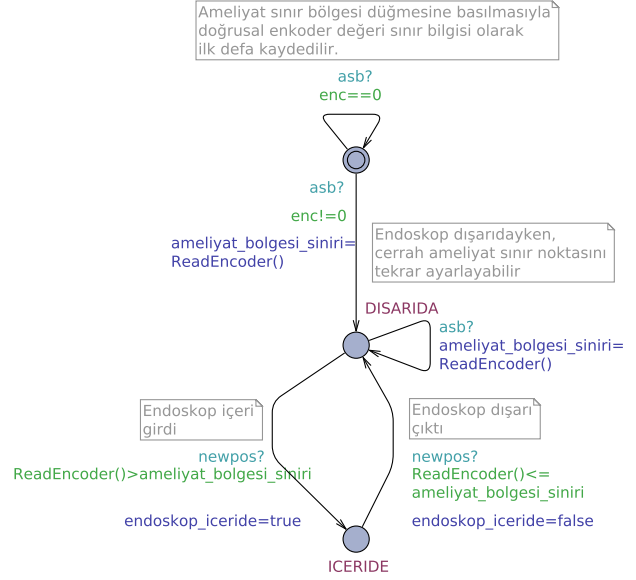 Ameliyat sınır bölgesi düğmesine basılmasıyla
doğrusal enkoder değeri sınır bilgisi olarak
ilk defa kaydedilir.
asb?
enc==0
asb?
enc!=0
ameliyat_bolgesi_siniri=
ReadEncoder()
Endoskop dışarıdayken,
cerrah ameliyat sınır noktasını
tekrar ayarlayabilir
DISARIDA
asb?
ameliyat_bolgesi_siniri=
ReadEncoder()
Endoskop içeri
girdi
newpos?
ReadEncoder()>ameliyat_bolgesi_siniri
endoskop_iceride=true
Endoskop dışarı
çıktı
newpos?
ReadEncoder()<=
ameliyat_bolgesi_siniri
endoskop_iceride=false
ICERIDE